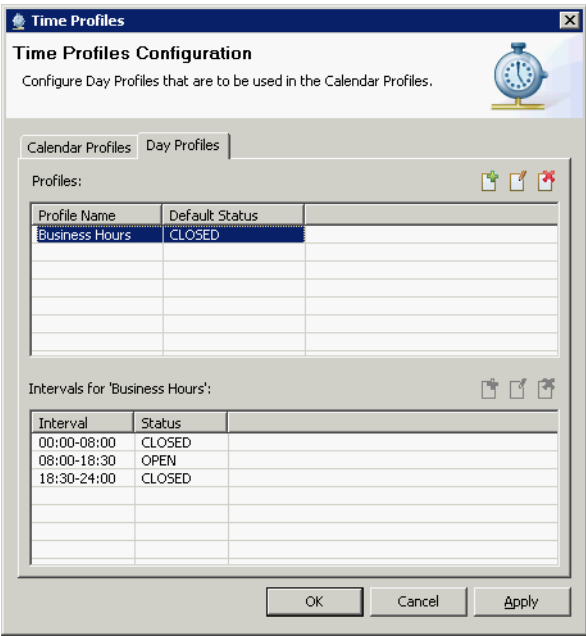 Time Profiles
Time Profiles Configuration
Configure Day Profiles that are to be used in the Calendar Profiles.
Calendar Profiles Day Profiles
Profiles:
Profile Name Default Status
Business Hours CLOSED
Intervals for 'Business Hours':
Interval Status
00:00-08:00 CLOSED
08:00-18:30 OPEN
18:30-24:00 CLOSED
OK Cancel Apply